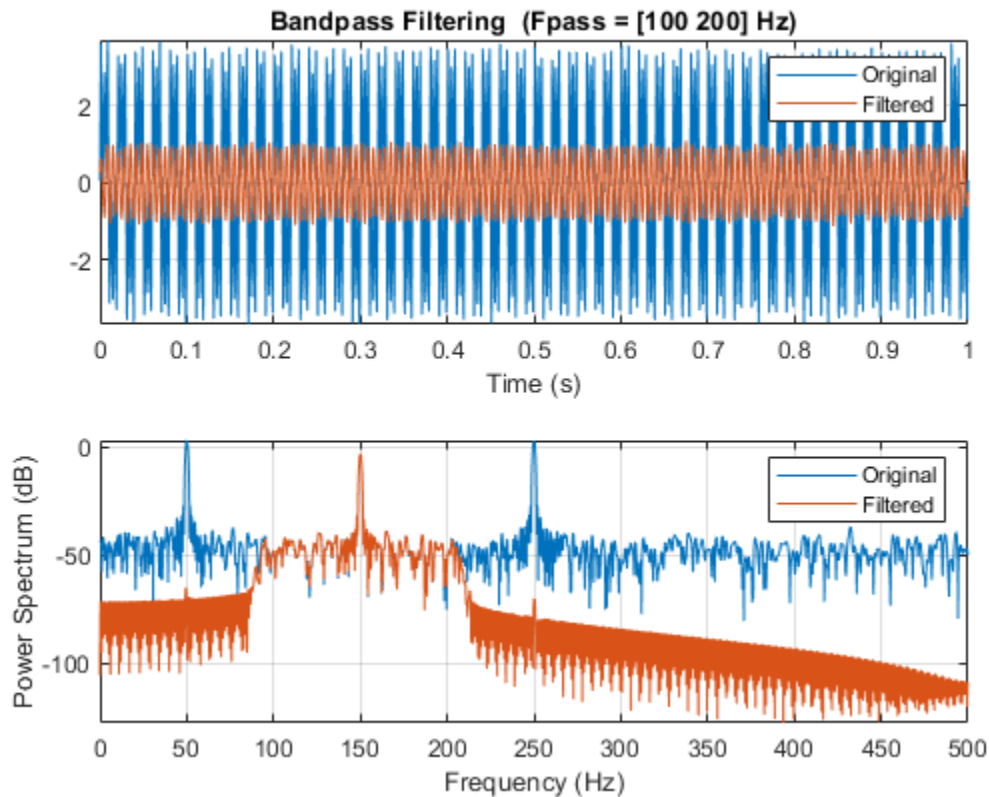 Bandpass Filtering  (Fpass = [100 200] Hz)
Original
Filtered
2
0
-2
0 0.1 0.2 0.3 0.4 0.5 0.6 0.7 0.8 0.9 1
Time (s)
Power Spectrum (dB)
Original
Filtered
0
-50
-100
0 50 100 150 200 250 300 350 400 450 500
Frequency (Hz)